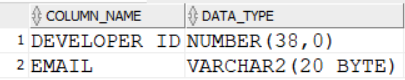 COLUMN_NAME DATA_TYPE
1 DEVELOPER ID NUMBER(38,0)
2 EMAIL VARCHAR2(20 BYTE)